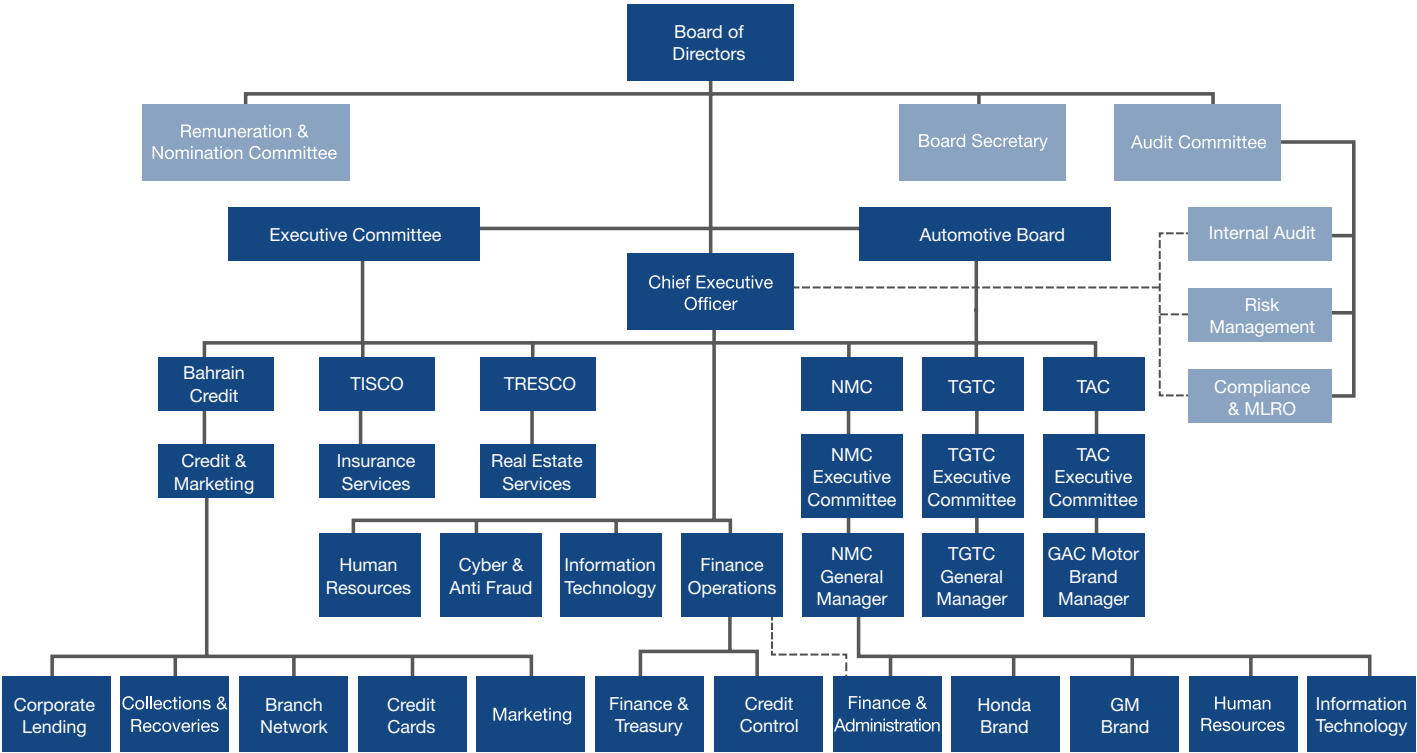 Board of
Directors
Remuneration &
Nomination Committee
Board Secretary
Audit Committee
Executive Committee
Automotive Board
Internal Audit
Chief Executive
Officer
Risk
Management
Bahrain
Credit
TISCO
TRESCO
NMC
TGTC
TAC
Compliance
& MLRO
Credit &
Marketing
Insurance
Services
Real Estate
Services
NMC
Executive
Committee
TGTC
Executive
Committee
TAC
Executive
Committee
Human
Resources
Cyber &
Anti Fraud
Information
Technology
Finance
Operations
NMC
General
Manager
TGTC
General
Manager
GAC Motor
Brand
Manager
Corporate
Lending
Collections &
Recoveries
Branch
Network
Credit
Cards
Marketing
Finance &
Treasury
Credit
Control
Finance &
Administration
Honda
Brand
GM
Brand
Human
Resources
Information
Technology